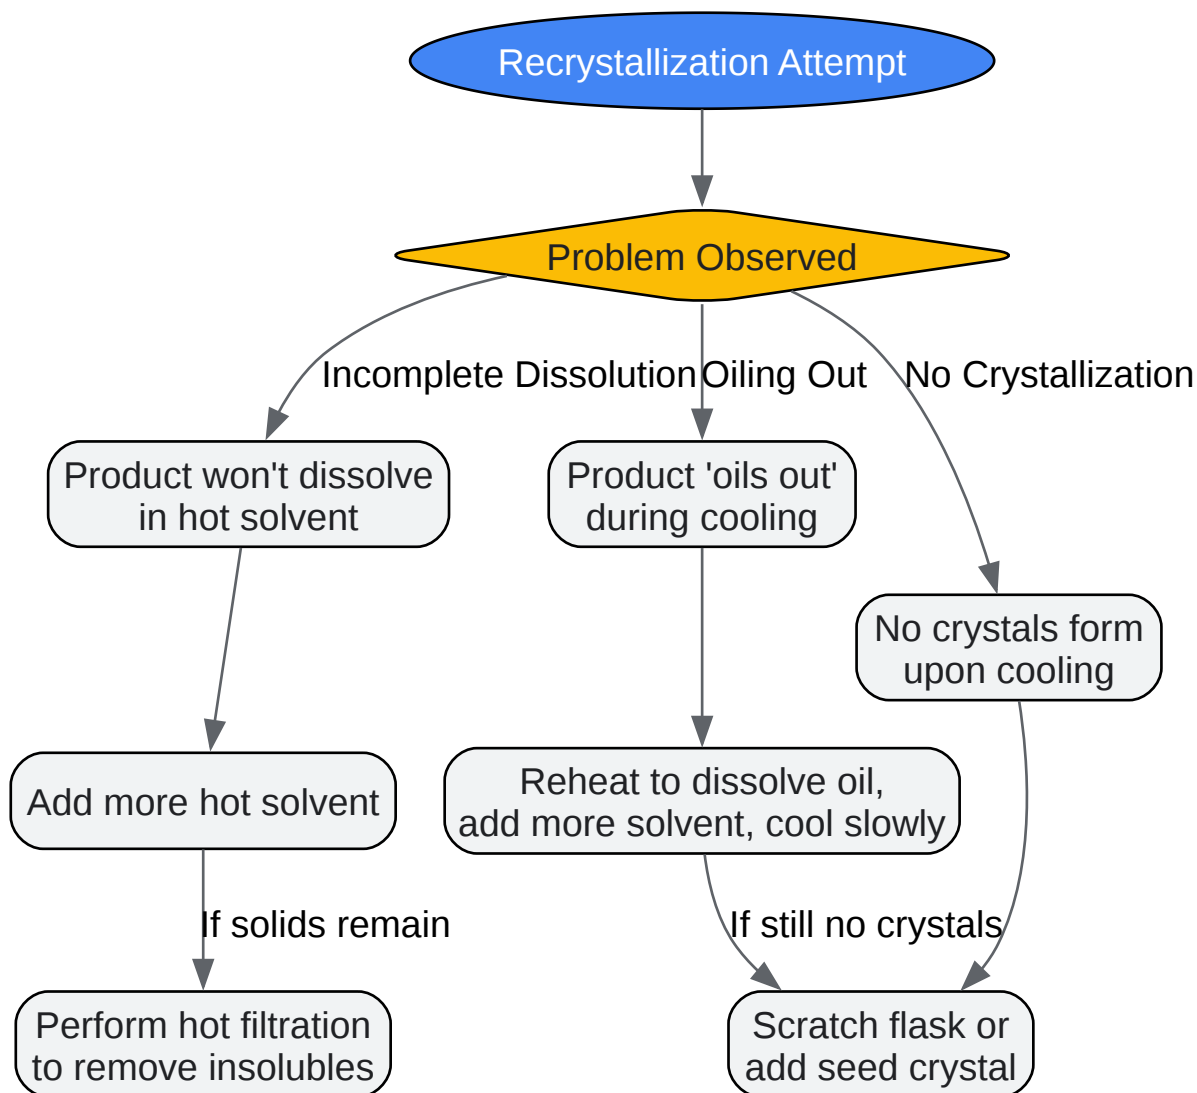 Recrystallization Attempt
Problem Observed
Incomplete Dissolution
Oiling Out
No Crystallization
Product won't dissolve
in hot solvent
Product 'oils out'
during cooling
No crystals form
upon cooling
Add more hot solvent
Reheat to dissolve oil,
add more solvent, cool slowly
If solids remain
If still no crystals
Perform hot filtration
to remove insolubles
Scratch flask or
add seed crystal